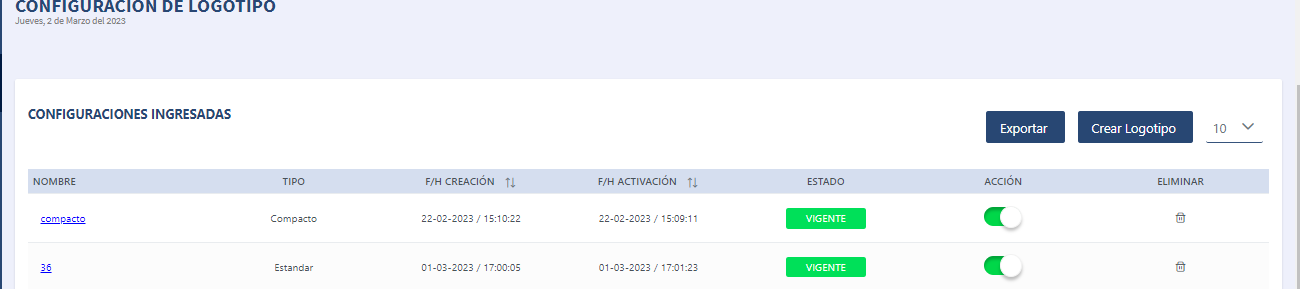 CONFIGURACIÓN DE LOGOTIPO
Jueves, 2 de Marzo del 2023
CONFIGURACIONES INGRESADAS
Exportar Crear Logotipo 10
NOMBRE TIPO F/H CREACIÓN F/H ACTIVACIÓN ESTADO ACCIÓN ELIMINAR
compacto Compacto 22-02-2023 / 15:10:22 22-02-2023 / 15:09:11 VIGENTE
36 Estandar 01-03-2023 / 17:00:05 01-03-2023 / 17:01:23 VIGENTE